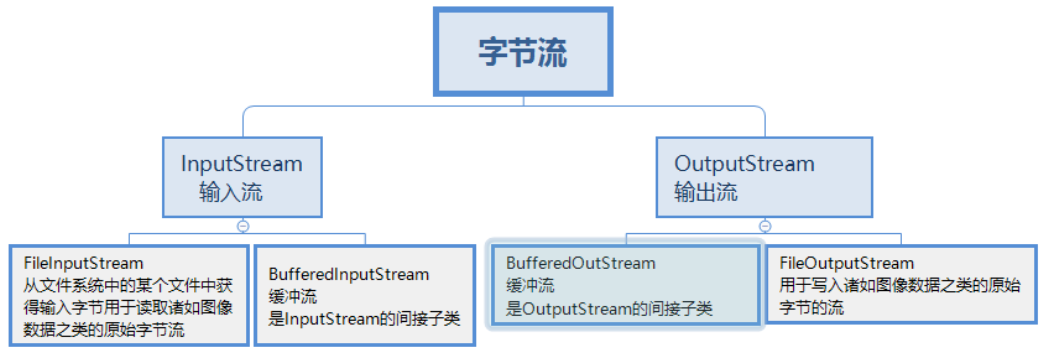 字节流
InputStream
输入流
OutputStream
输出流
FileInputStream
从文件系统中的某个文件中获
得输入字节用于读取诸如图像
数据之类的原始字节流
BufferedInputStream
缓冲流
是InputStream的间接子类
BufferedOutStream
缓冲流
是OutputStream的间接子类
FileOutputStream
用于写入诸如图像数据之类的原始
字节的流